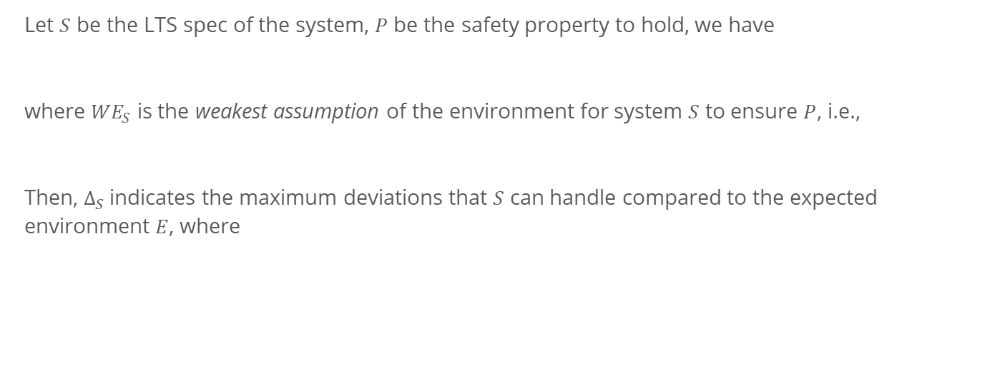 Let S be the LTS spec of the system, P be the safety property to hold, we have
where WE_S is the weakest assumption of the environment for system S to ensure P, i.e.,
Then, Δ_S indicates the maximum deviations that S can handle compared to the expected
environment E, where